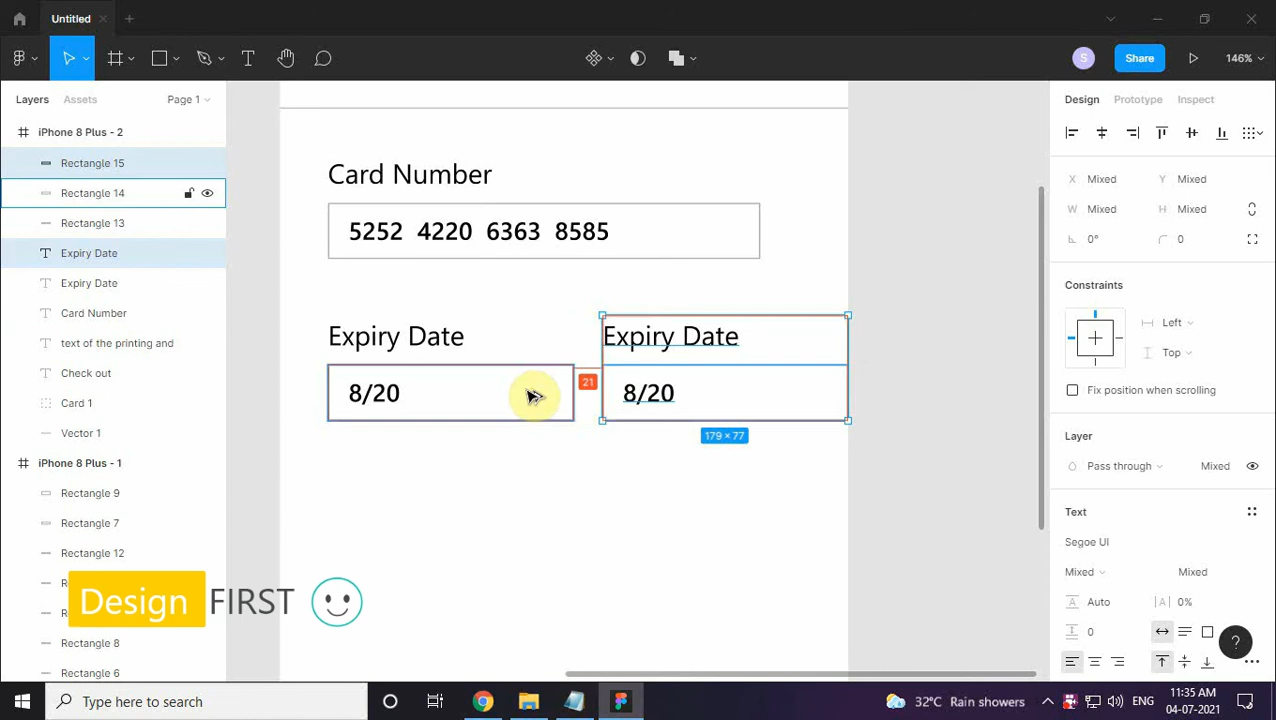 Untitled
S
Share
146%
Layers
Assets
Page 1
Design
Prototype
Inspect
iPhone 8 Plus - 2
Rectangle 15
Rectangle 14
Rectangle 13
Expiry Date
Expiry Date
Card Number
text of the printing and
Check out
Card 1
Vector 1
iPhone 8 Plus - 1
Rectangle 9
Rectangle 7
Rectangle 12
Rectangle 8
Rectangle 6
Card Number
5252 4220 6363 8585
Expiry Date
Expiry Date
8/20
21
8/20
179 × 77
X Mixed Y Mixed
W Mixed H Mixed
0° 0
Constraints
Left
Top
Fix position when scrolling
Layer
Pass through Mixed
Text
Segoe UI
Mixed Mixed
Auto |A| 0%
0
?
Design FIRST
Type here to search
32°C Rain showers
ENG
11:35 AM
04-07-2021